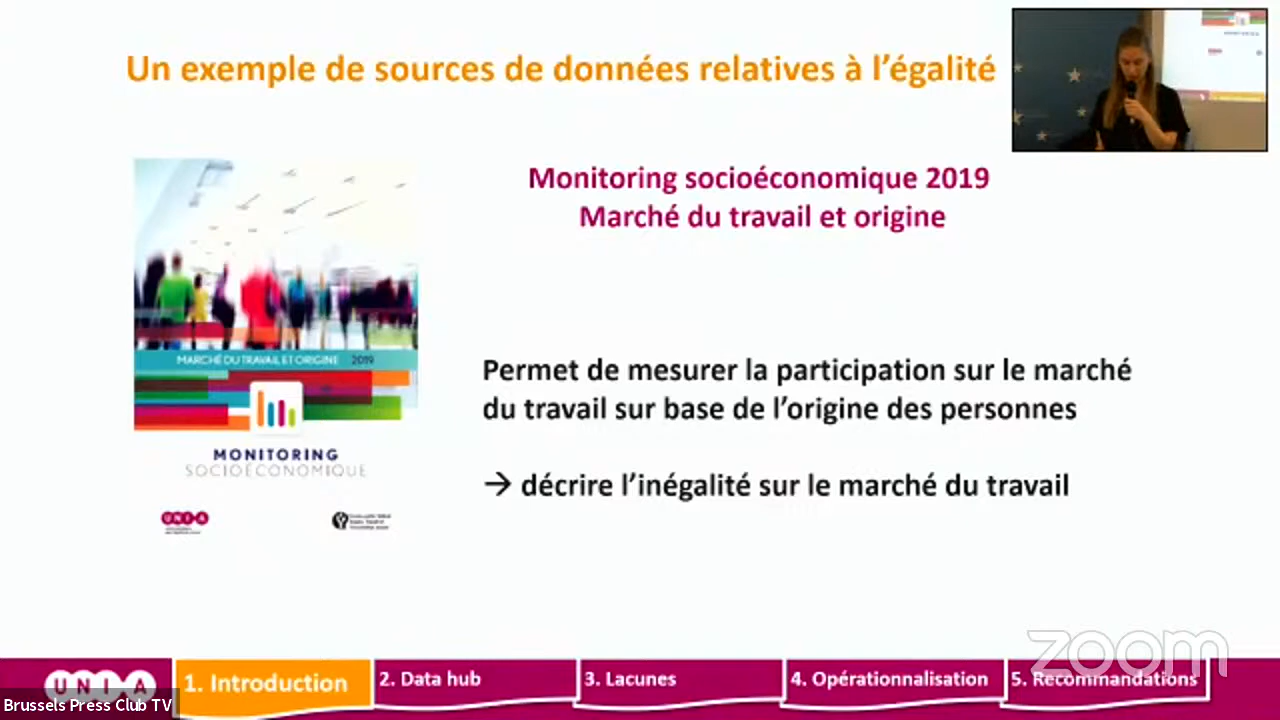 Un exemple de sources de données relatives à l'égalité
Monitoring socioéconomique 2019
Marché du travail et origine
MARCHÉ DU TRAVAIL ET ORIGINE 2019
MONITORING
SOCIOÉCONOMIQUE
UNIA
Permet de mesurer la participation sur le marché
du travail sur base de l'origine des personnes
→ décrire l'inégalité sur le marché du travail
zoom
UNIA
1. Introduction
2. Data hub
3. Lacunes
4. Opérationnalisation
5. Recommandations
Brussels Press Club TV